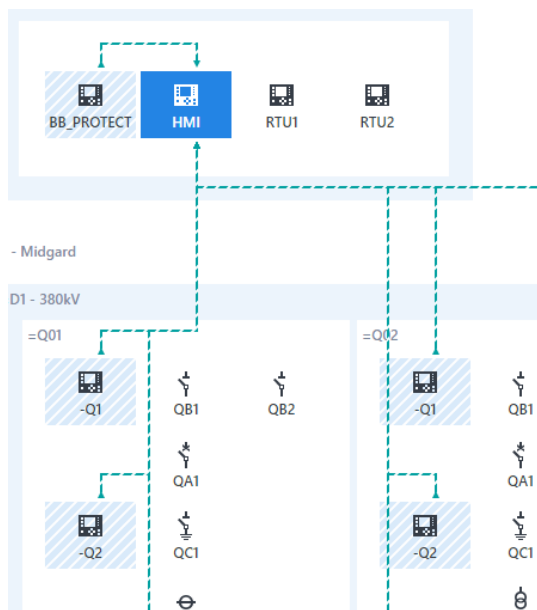 BB_PROTECT HMI RTU1 RTU2
- Midgard
D1 - 380kV
=Q01 =Q02
-Q1 QB1 QB2 -Q1 QB1
QA1 QA1
-Q2 QC1 -Q2 QC1